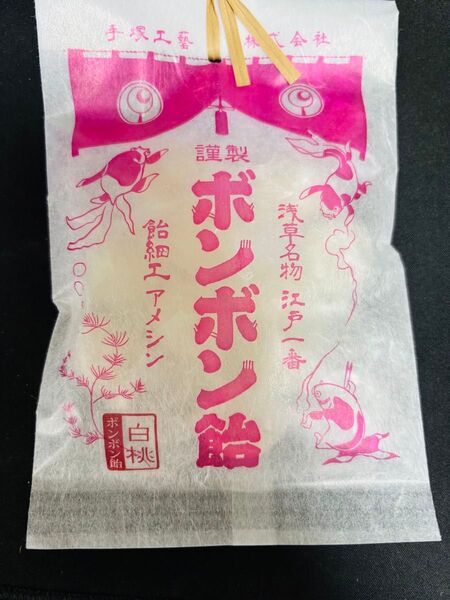 手塚工藝 株式会社
謹製
ボンボン飴
浅草名物 江戸一番
飴細工 アメシン
白桃
ボンボン飴